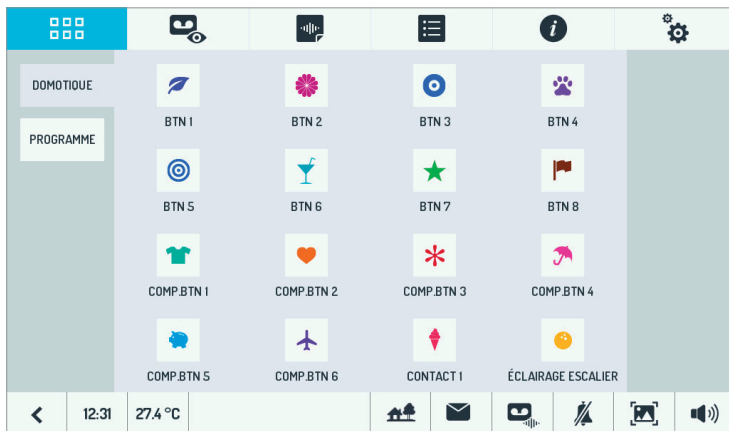 DOMOTIQUE
PROGRAMME
BTN 1 BTN 2 BTN 3 BTN 4
BTN 5 BTN 6 BTN 7 BTN 8
COMP.BTN 1 COMP.BTN 2 COMP.BTN 3 COMP.BTN 4
COMP.BTN 5 COMP.BTN 6 CONTACT 1 ÉCLAIRAGE ESCALIER
12:31 27.4 °C